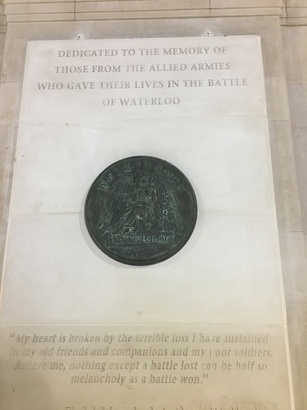 DEDICATED TO THE MEMORY OF
THOSE FROM THE ALLIED ARMIES
WHO GAVE THEIR LIVES IN THE BATTLE
OF WATERLOO
"My heart is broken by the terrible loss I have sustained
in my old friends and companions and my poor soldiers.
Believe me, nothing except a battle lost can be half so
melancholy as a battle won."